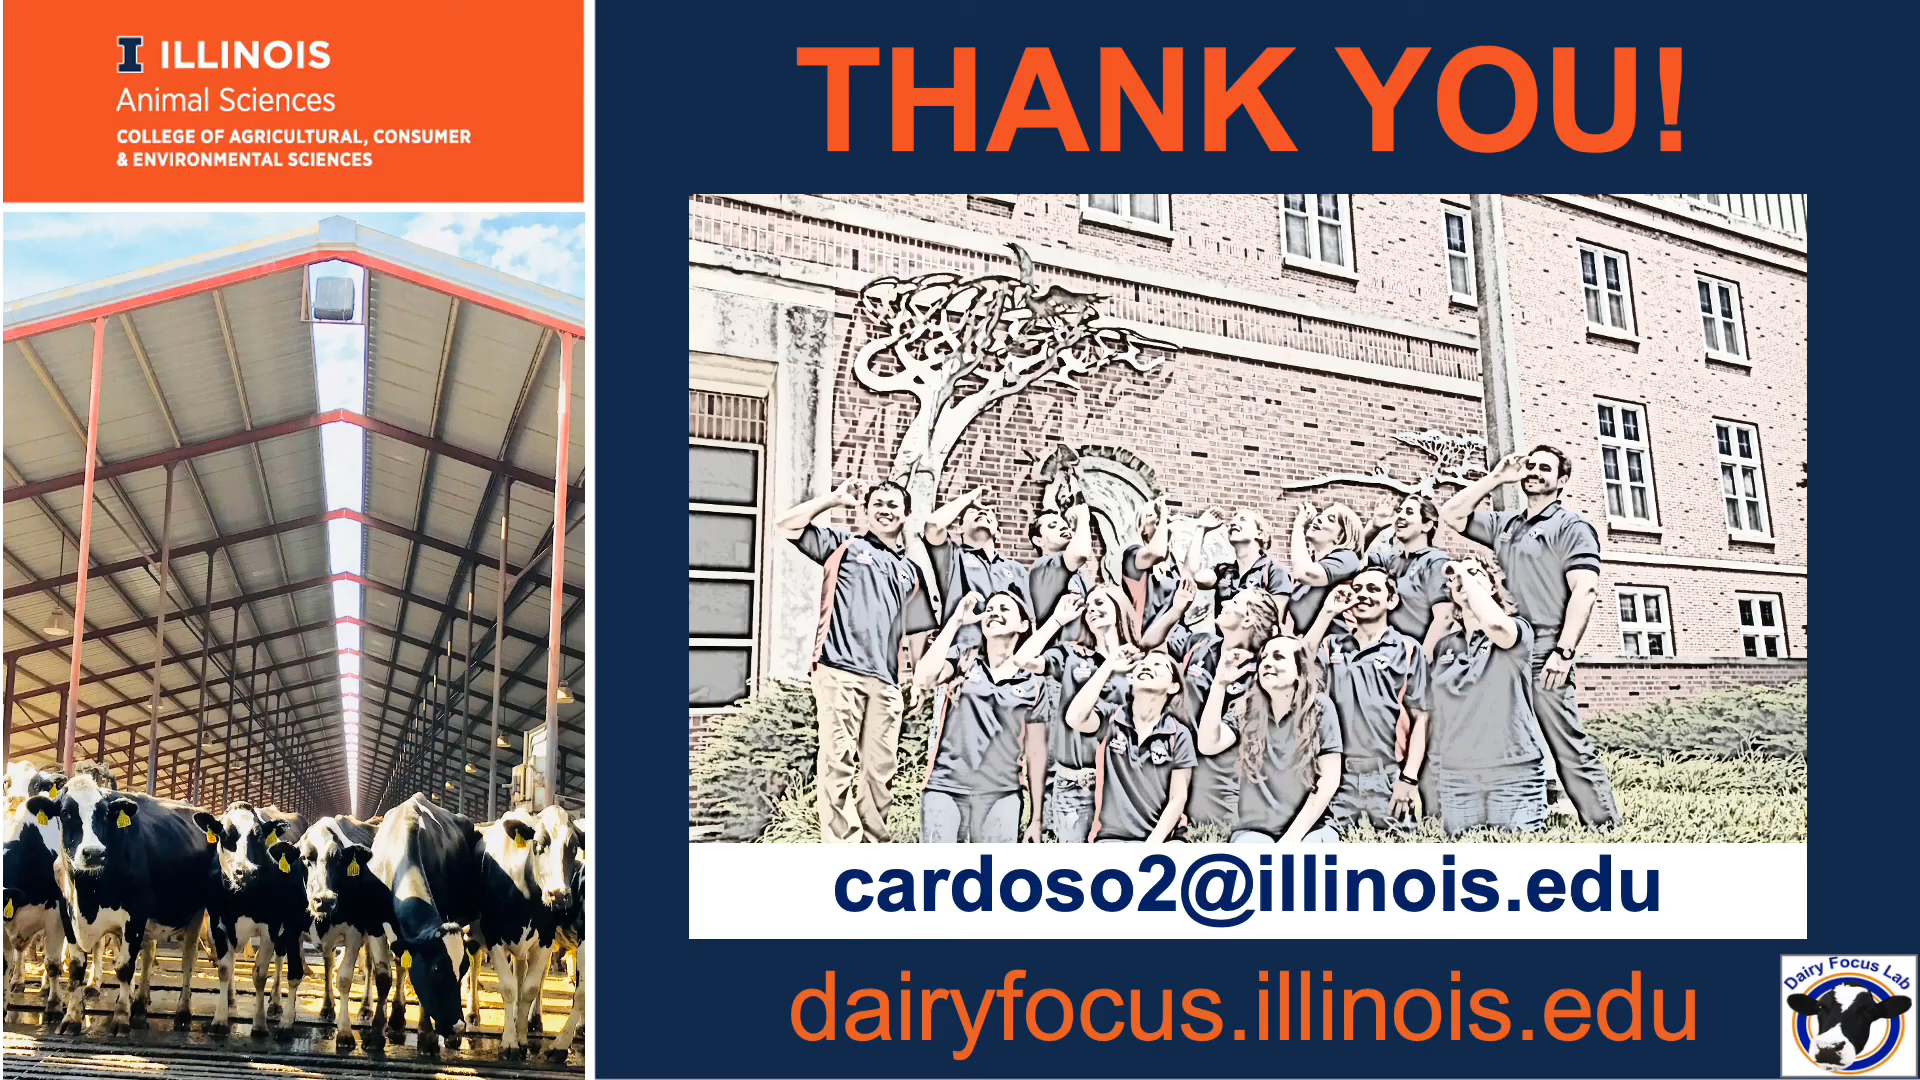 I ILLINOIS
Animal Sciences
COLLEGE OF AGRICULTURAL, CONSUMER
& ENVIRONMENTAL SCIENCES
THANK YOU!
cardoso2@illinois.edu
dairyfocus.illinois.edu
Dairy Focus Lab